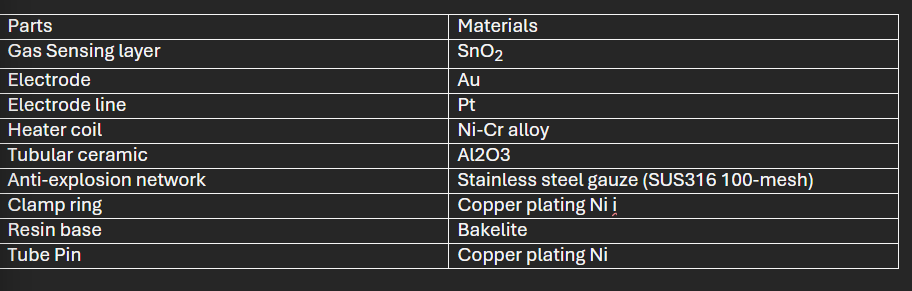 Parts Materials
Gas Sensing layer SnO₂
Electrode Au
Electrode line Pt
Heater coil Ni-Cr alloy
Tubular ceramic Al2O3
Anti-explosion network Stainless steel gauze (SUS316 100-mesh)
Clamp ring Copper plating Ni i
Resin base Bakelite
Tube Pin Copper plating Ni